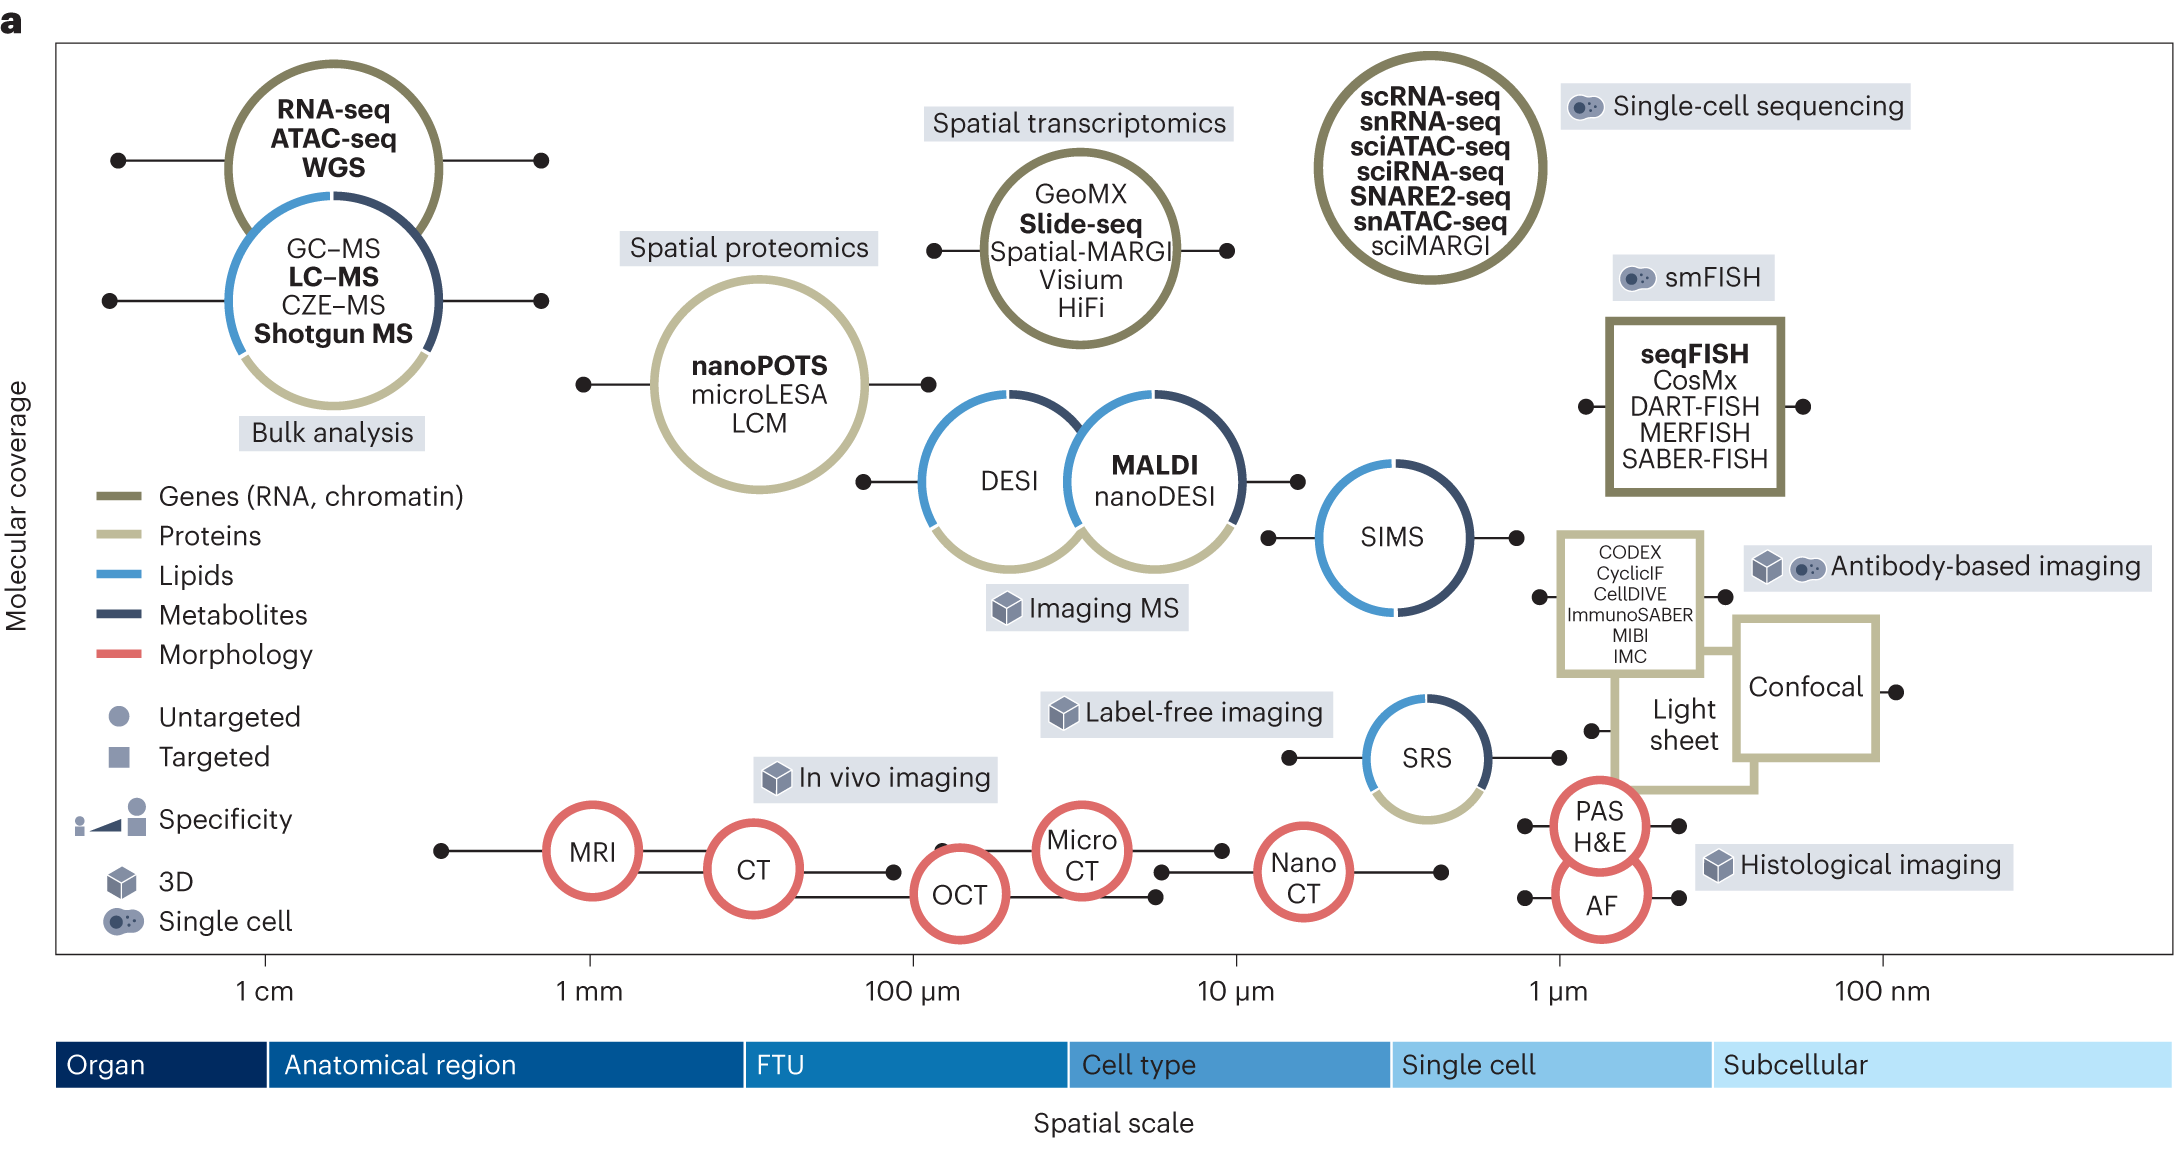 a
RNA-seq
ATAC-seq
WGS
GC–MS
LC–MS
CZE–MS
Shotgun MS
Bulk analysis
Spatial proteomics
nanoPOTS
microLESA
LCM
Spatial transcriptomics
GeoMX
Slide-seq
Spatial-MARGI
Visium
HiFi
scRNA-seq
snRNA-seq
sciATAC-seq
sciRNA-seq
SNARE2-seq
snATAC-seq
sciMARGI
Single-cell sequencing
smFISH
seqFISH
CosMx
DART-FISH
MERFISH
SABER-FISH
DESI
MALDI
nanoDESI
Imaging MS
SIMS
CODEX
CyclicIF
CellDIVE
ImmunoSABER
MIBI
IMC
Antibody-based imaging
Light
sheet
Confocal
Label-free imaging
SRS
In vivo imaging
MRI
CT
OCT
Micro
CT
Nano
CT
PAS
H&E
AF
Histological imaging
Genes (RNA, chromatin)
Proteins
Lipids
Metabolites
Morphology
Untargeted
Targeted
Specificity
3D
Single cell
Molecular coverage
1 cm
1 mm
100 µm
10 µm
1 µm
100 nm
Organ
Anatomical region
FTU
Cell type
Single cell
Subcellular
Spatial scale